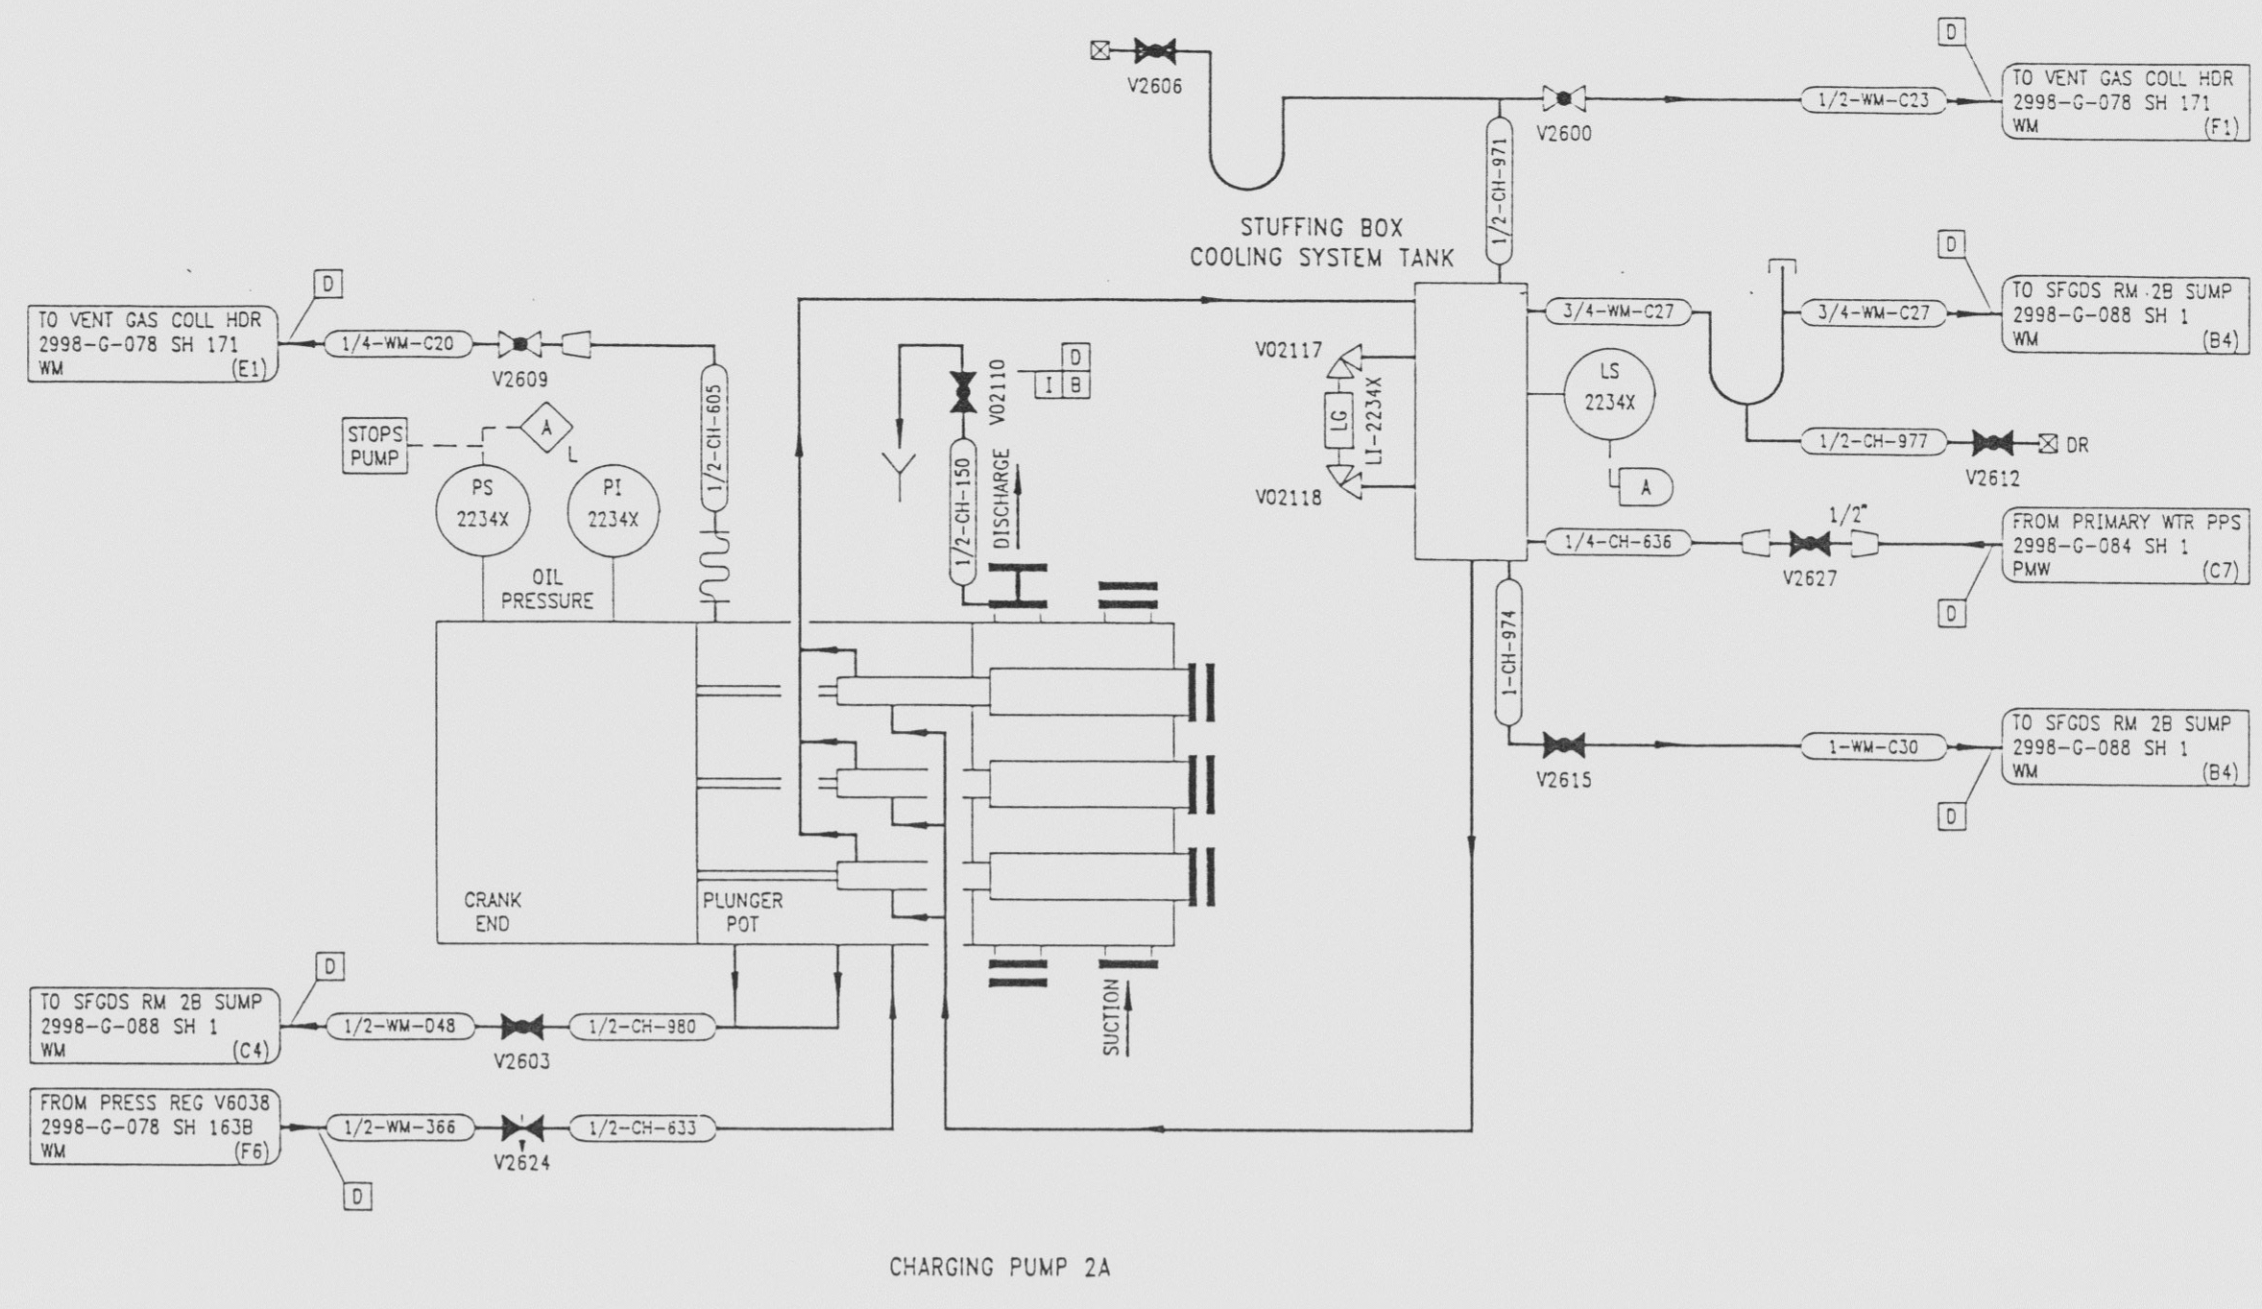 D
V2606
TO VENT GAS COLL HDR
2998-G-078 SH 171
WM (F1)
1/2-WM-C23
V2600
1/2-CH-971
STUFFING BOX
COOLING SYSTEM TANK
D
TO SFGDS RM 2B SUMP
2998-G-088 SH 1
WM (B4)
3/4-WM-C27
3/4-WM-C27
D
TO VENT GAS COLL HDR
2998-G-078 SH 171
WM (E1)
1/4-WM-C20
V2609
1/2-CH-605
V02110
D
I B
V02117
LG
LI-2234X
V02118
LS
2234X
A
1/2-CH-977
DR
V2612
STOPS
PUMP
A
L
PS
2234X
PI
2234X
OIL
PRESSURE
1/2-CH-150
DISCHARGE
1/4-CH-636
1/2"
V2627
FROM PRIMARY WTR PPS
2998-G-084 SH 1
PMW (C7)
D
1-CH-974
V2615
1-WM-C30
TO SFGDS RM 2B SUMP
2998-G-088 SH 1
WM (B4)
D
CRANK
END
PLUNGER
POT
D
TO SFGDS RM 2B SUMP
2998-G-088 SH 1
WM (C4)
1/2-WM-D48
V2603
1/2-CH-980
SUCTION
FROM PRESS REG V6038
2998-G-078 SH 163B
WM (F6)
1/2-WM-366
V2624
1/2-CH-633
D
CHARGING PUMP 2A